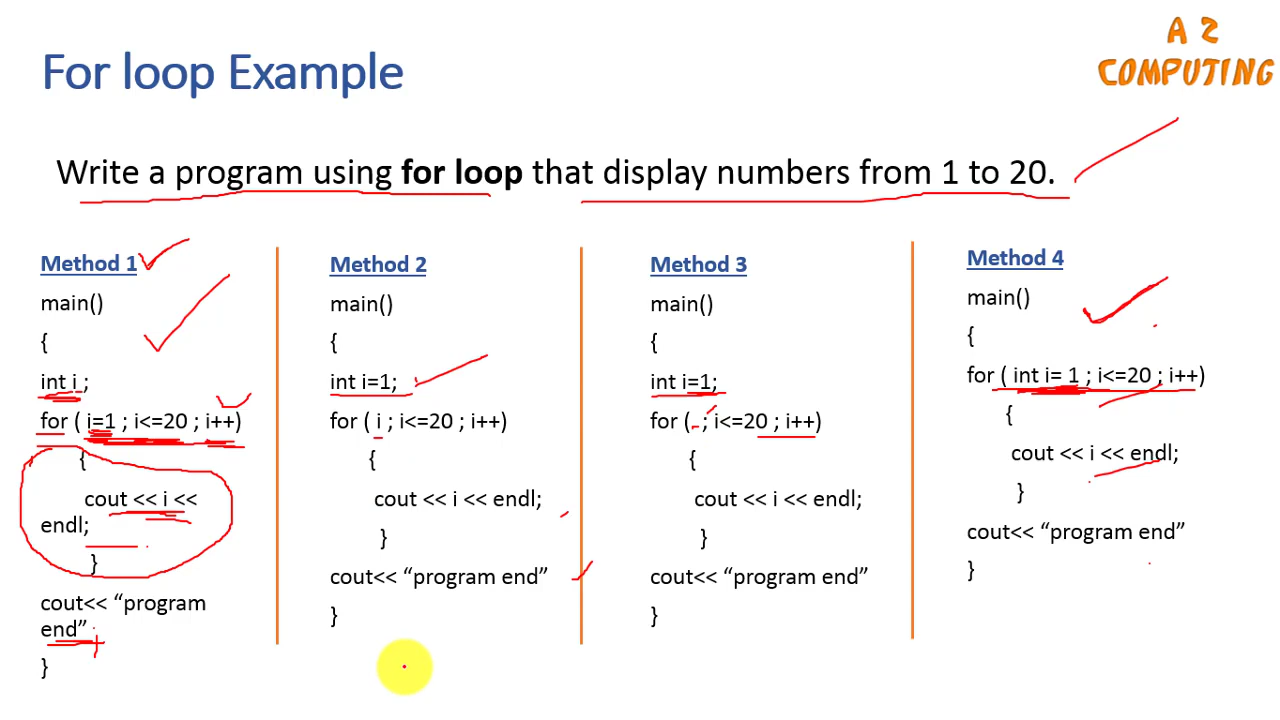 For loop Example
A 2
COMPUTING
Write a program using for loop that display numbers from 1 to 20.
Method 1
main()
{
int i ;
for ( i=1 ; i<=20 ; i++)
{
cout << i <<
endl;
}
cout<< “program
end”
}
Method 2
main()
{
int i=1;
for ( i ; i<=20 ; i++)
{
cout << i << endl;
}
cout<< “program end”
}
Method 3
main()
{
int i=1;
for ( ; i<=20 ; i++)
{
cout << i << endl;
}
cout<< “program end”
}
Method 4
main()
{
for ( int i= 1 ; i<=20 ; i++)
{
cout << i << endl;
}
cout<< “program end”
}